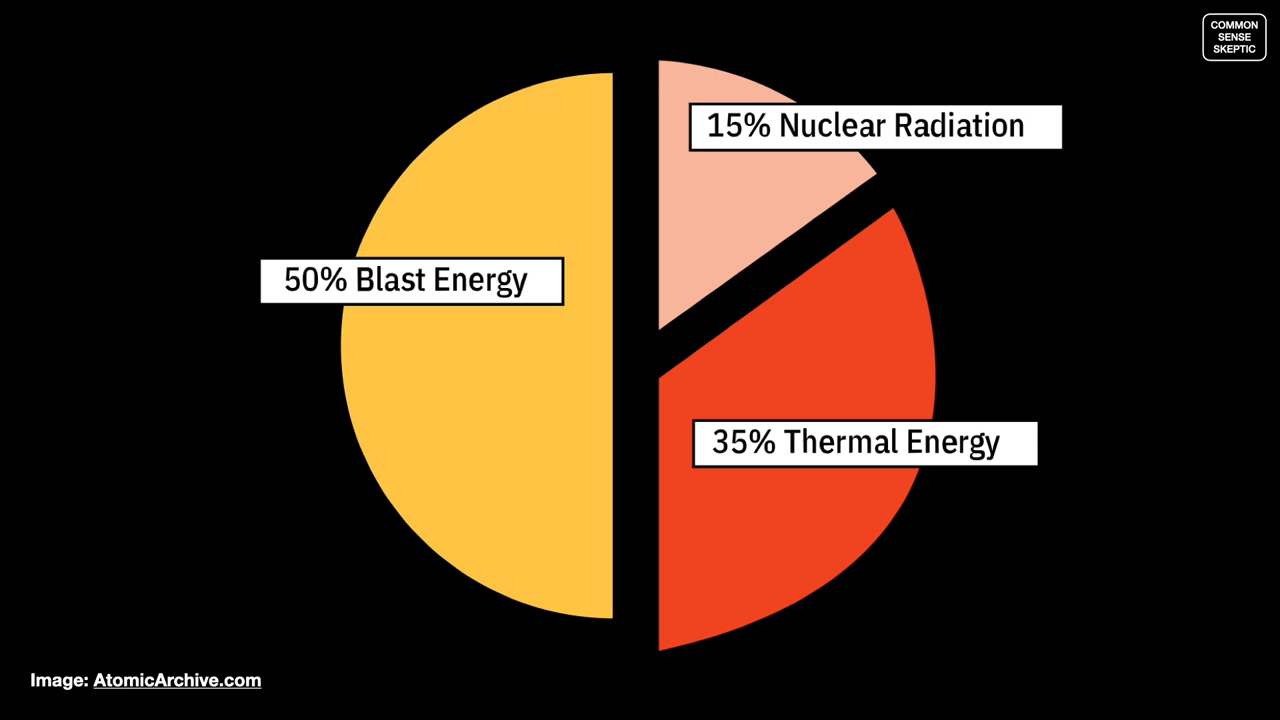 COMMON
SENSE
SKEPTIC
15% Nuclear Radiation
50% Blast Energy
35% Thermal Energy
Image: AtomicArchive.com